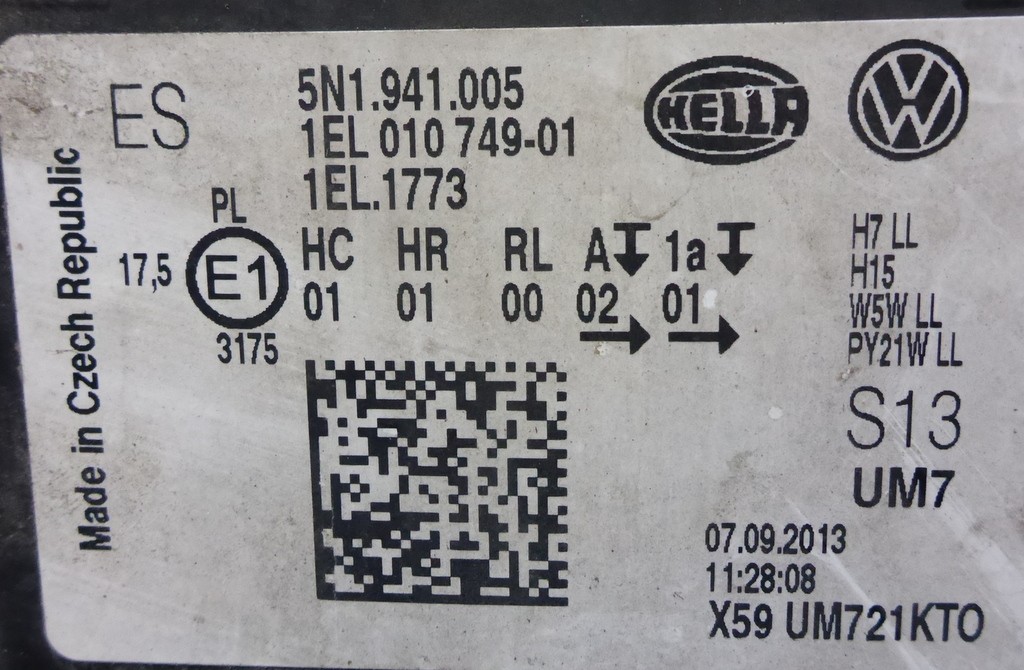 ES
5N1.941.005
1EL 010 749-01
1EL.1773
HELLA
VW
Made in Czech Republic
PL
17,5
E1
3175
HC HR RL A 1a
01 01 00 02 01
H7 LL
H15
W5W LL
PY21W LL
S13
UM7
07.09.2013
11:28:08
X59 UM721KTO